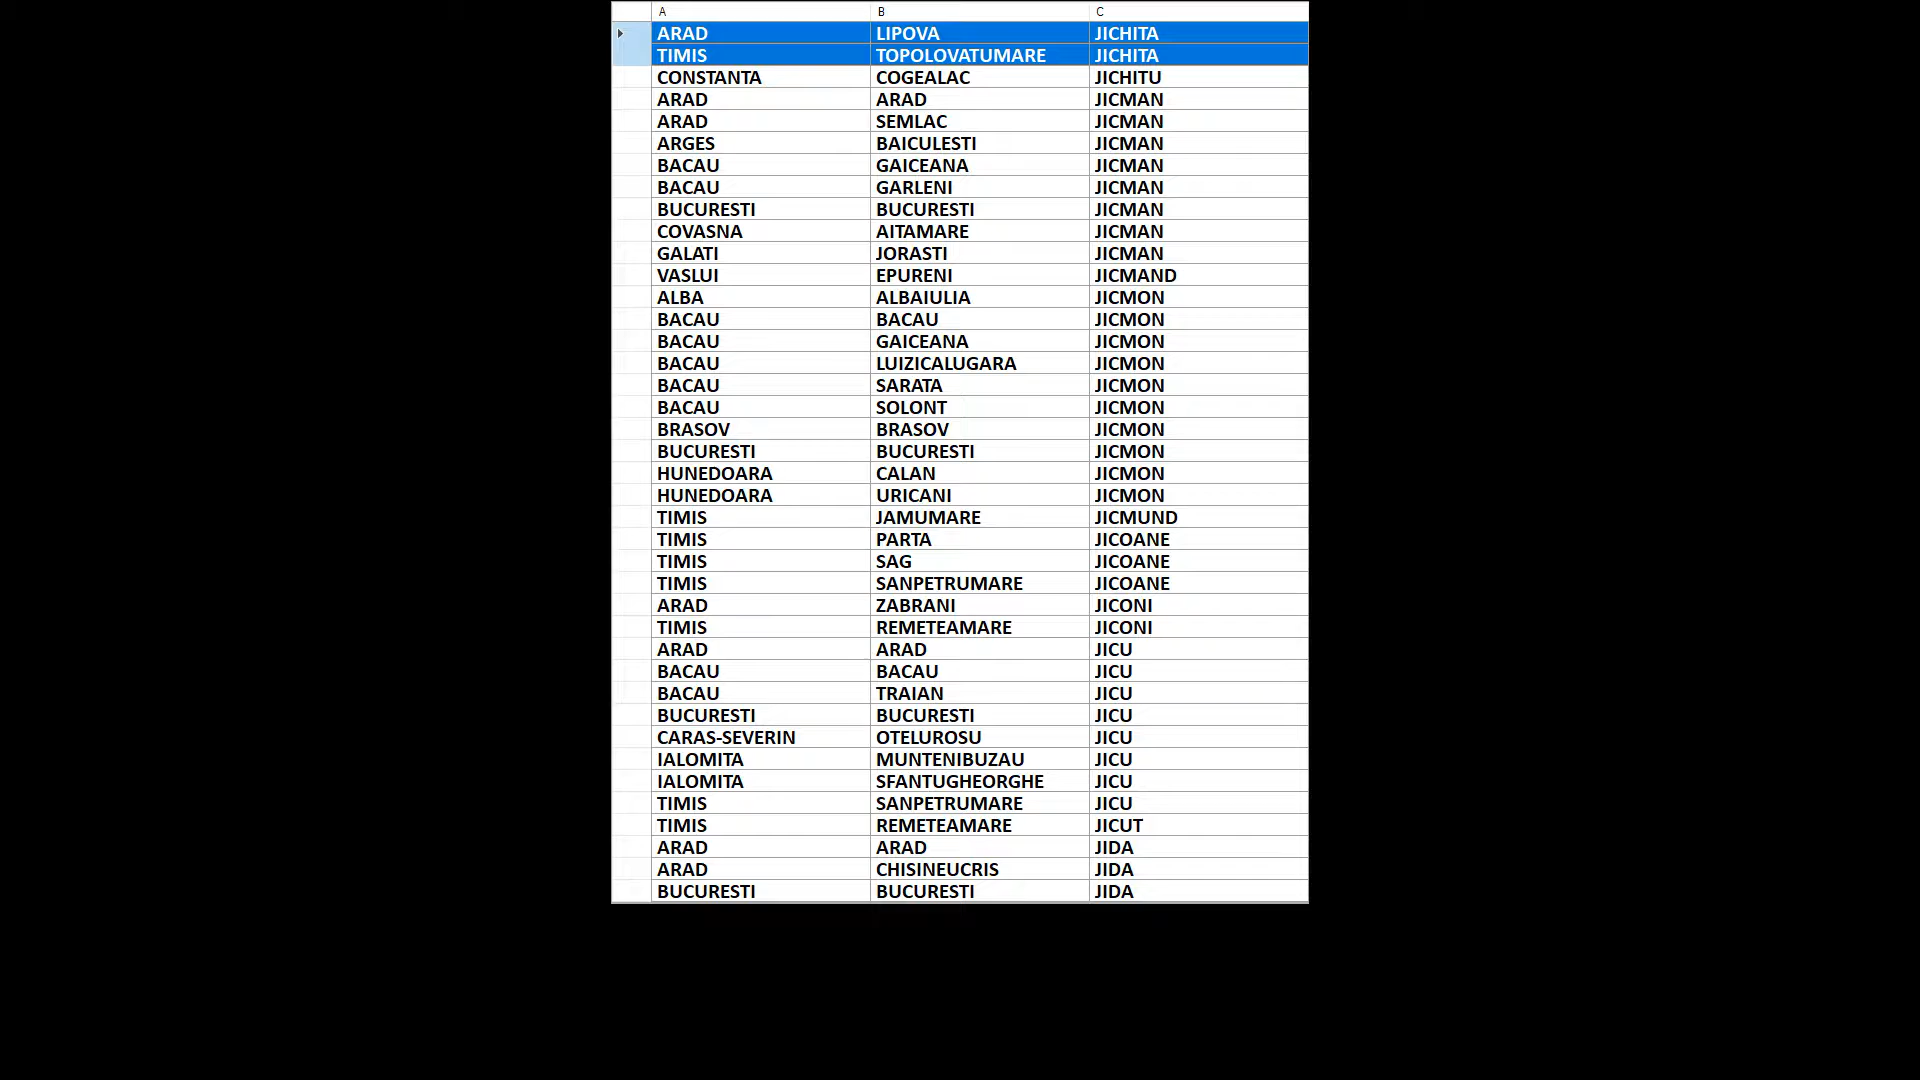 A B C
ARAD LIPOVA JICHITA
TIMIS TOPOLOVATUMARE JICHITA
CONSTANTA COGEALAC JICHITU
ARAD ARAD JICMAN
ARAD SEMLAC JICMAN
ARGES BAICULESTI JICMAN
BACAU GAICEANA JICMAN
BACAU GARLENI JICMAN
BUCURESTI BUCURESTI JICMAN
COVASNA AITAMARE JICMAN
GALATI JORASTI JICMAN
VASLUI EPURENI JICMAND
ALBA ALBAIULIA JICMON
BACAU BACAU JICMON
BACAU GAICEANA JICMON
BACAU LUIZICALUGARA JICMON
BACAU SARATA JICMON
BACAU SOLONT JICMON
BRASOV BRASOV JICMON
BUCURESTI BUCURESTI JICMON
HUNEDOARA CALAN JICMON
HUNEDOARA URICANI JICMON
TIMIS JAMUMARE JICMUND
TIMIS PARTA JICOANE
TIMIS SAG JICOANE
TIMIS SANPETRUMARE JICOANE
ARAD ZABRANI JICONI
TIMIS REMETEAMARE JICONI
ARAD ARAD JICU
BACAU BACAU JICU
BACAU TRAIAN JICU
BUCURESTI BUCURESTI JICU
CARAS-SEVERIN OTELUROSU JICU
IALOMITA MUNTENIBUZAU JICU
IALOMITA SFANTUGHEORGHE JICU
TIMIS SANPETRUMARE JICU
TIMIS REMETEAMARE JICUT
ARAD ARAD JIDA
ARAD CHISINEUCRIS JIDA
BUCURESTI BUCURESTI JIDA